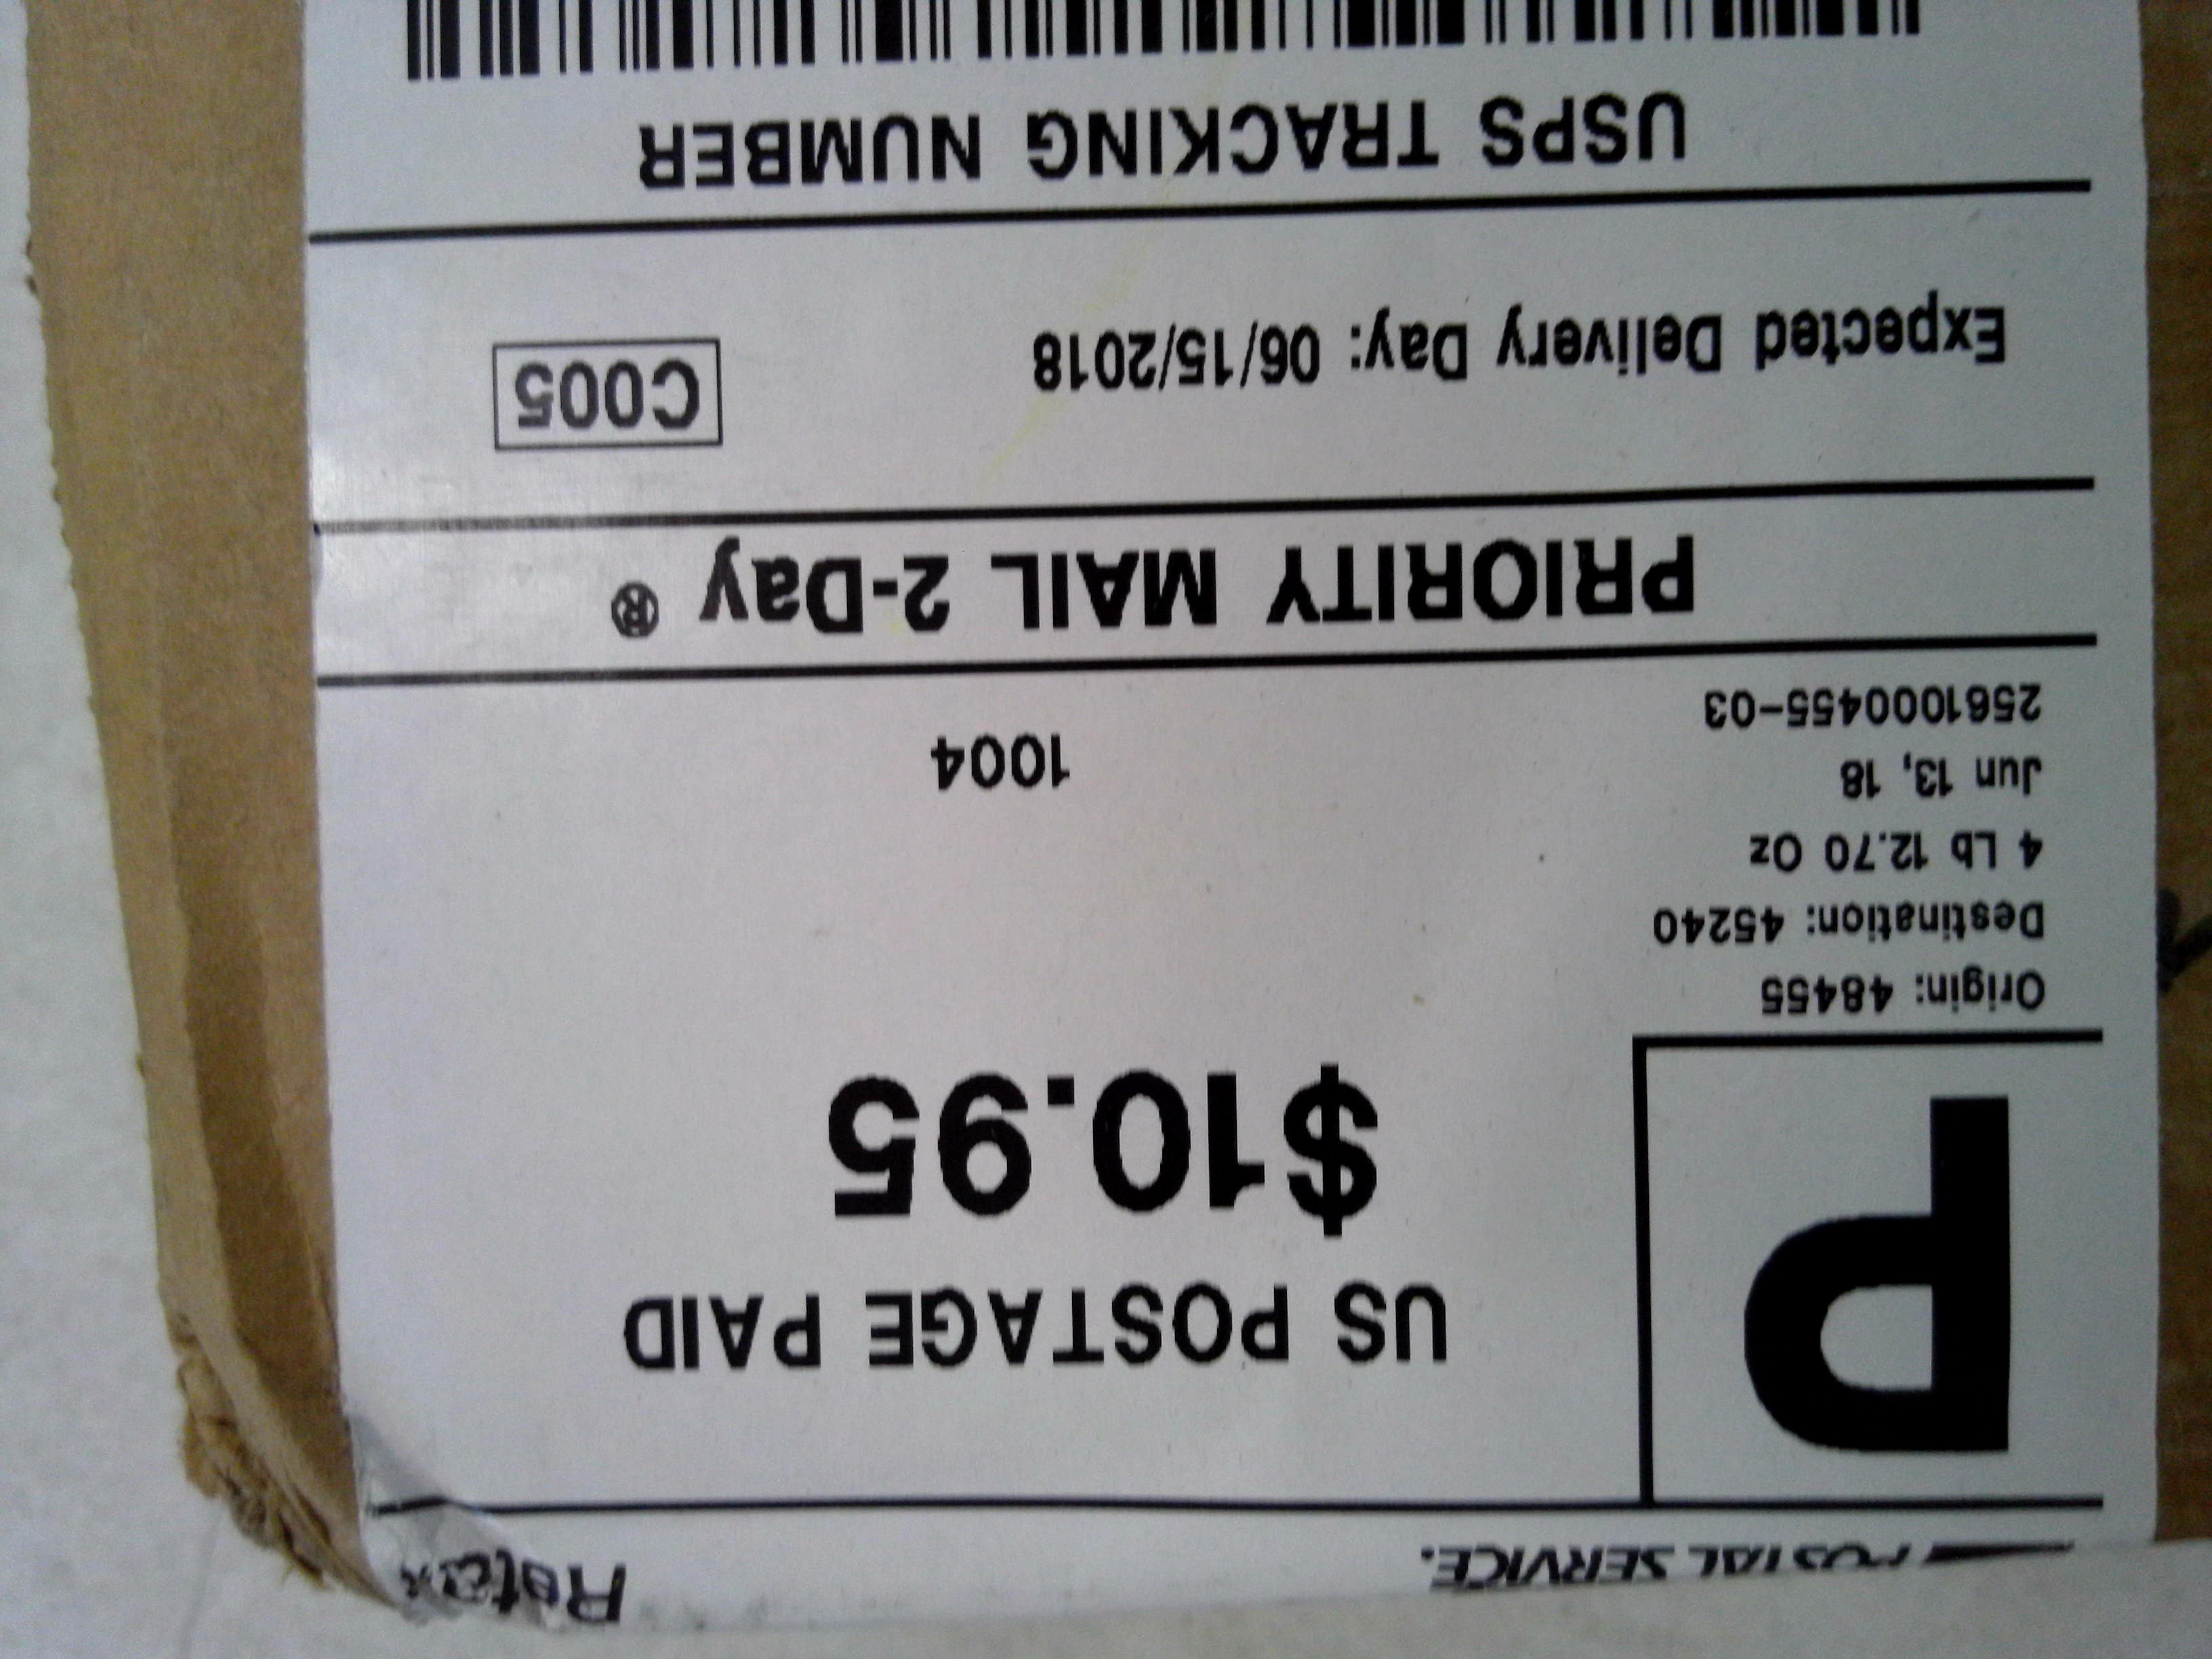 POSTAL SERVICE.
Retail
US POSTAGE PAID
$10.95
P
Origin: 48455
Destination: 45240
4 Lb 12.70 Oz
Jun 13, 18
2561000455-03
1004
PRIORITY MAIL 2-Day ®
Expected Delivery Day: 06/15/2018
C005
USPS TRACKING NUMBER